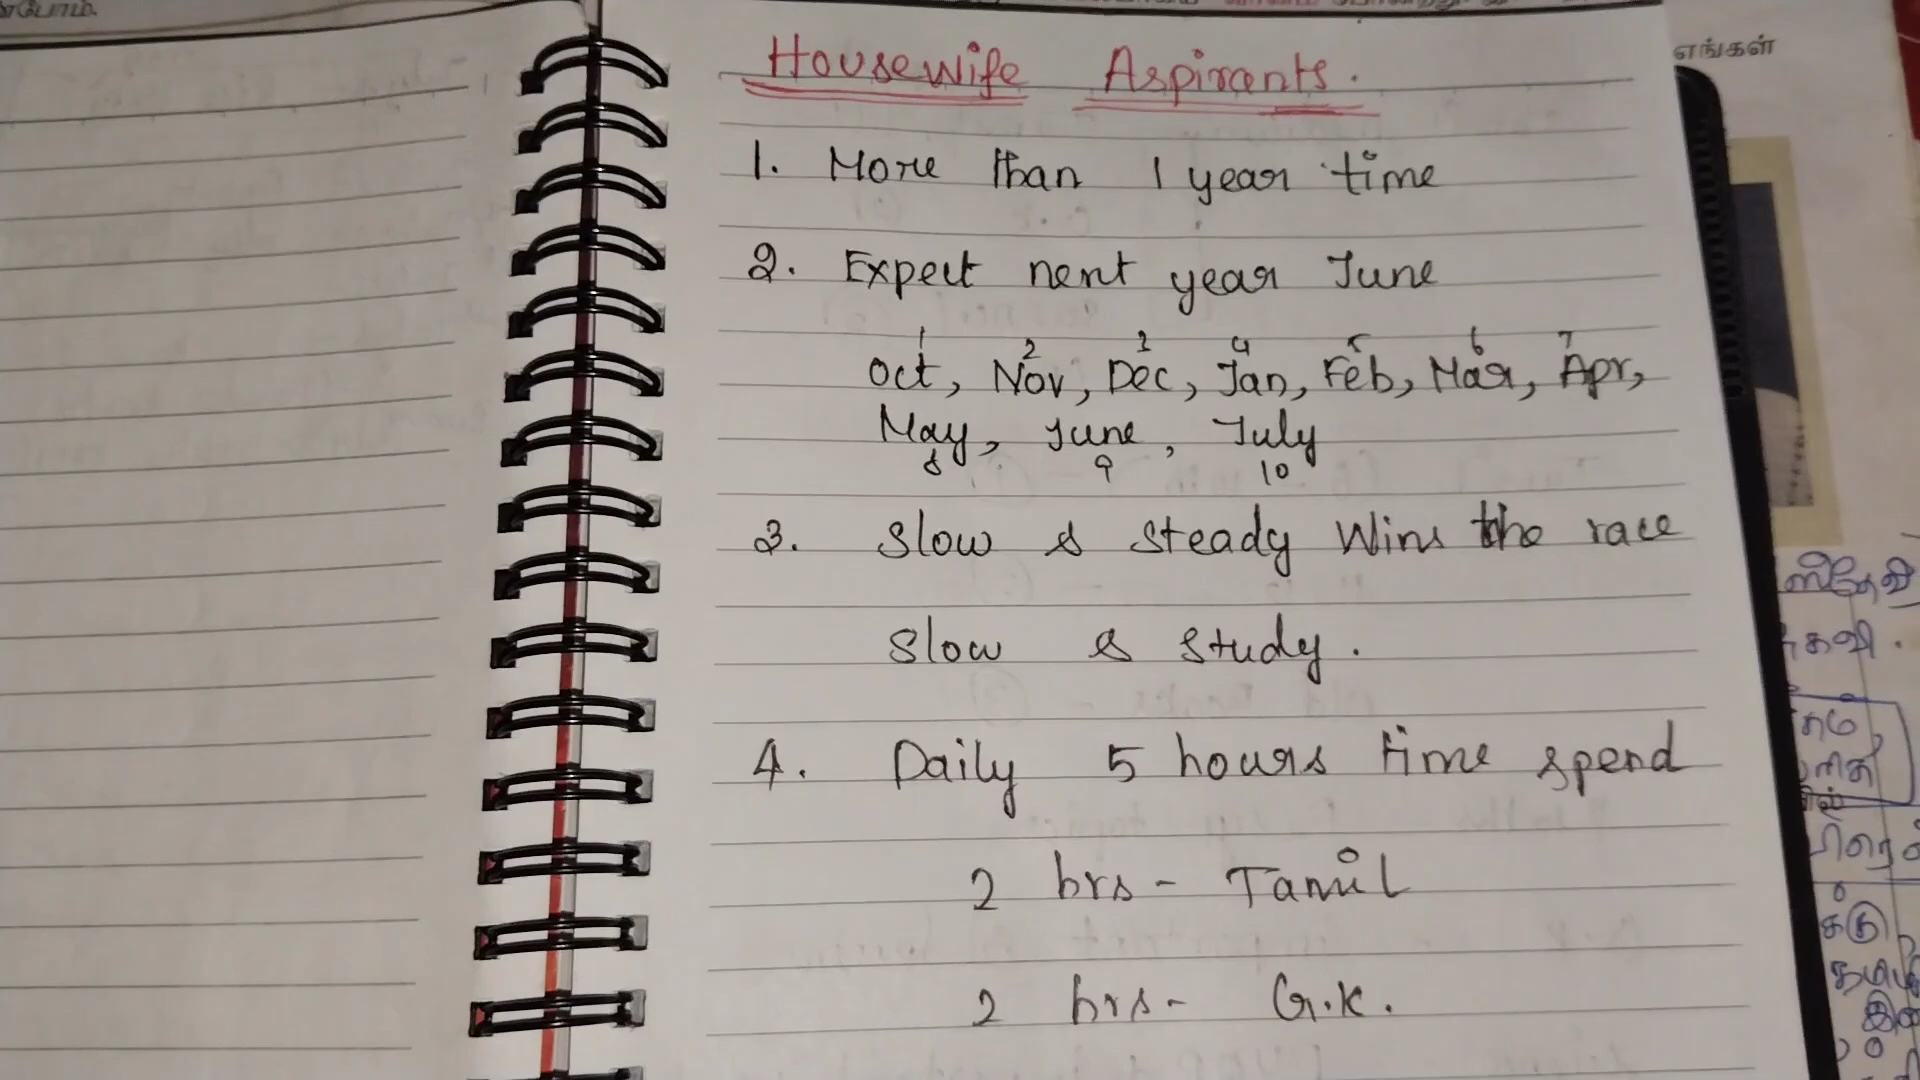 Housewife Aspirants.
1. More than 1 year time
2. Expect next year June
1 2 3 4 5 6 7
Oct, Nov, Dec, Jan, Feb, Mar, Apr,
May, June, July
8 9 10
3. Slow & steady Wins the race
Slow & study.
4. Daily 5 hours time spend
2 hrs - Tamil
2 hrs - G.K.
எங்கள்